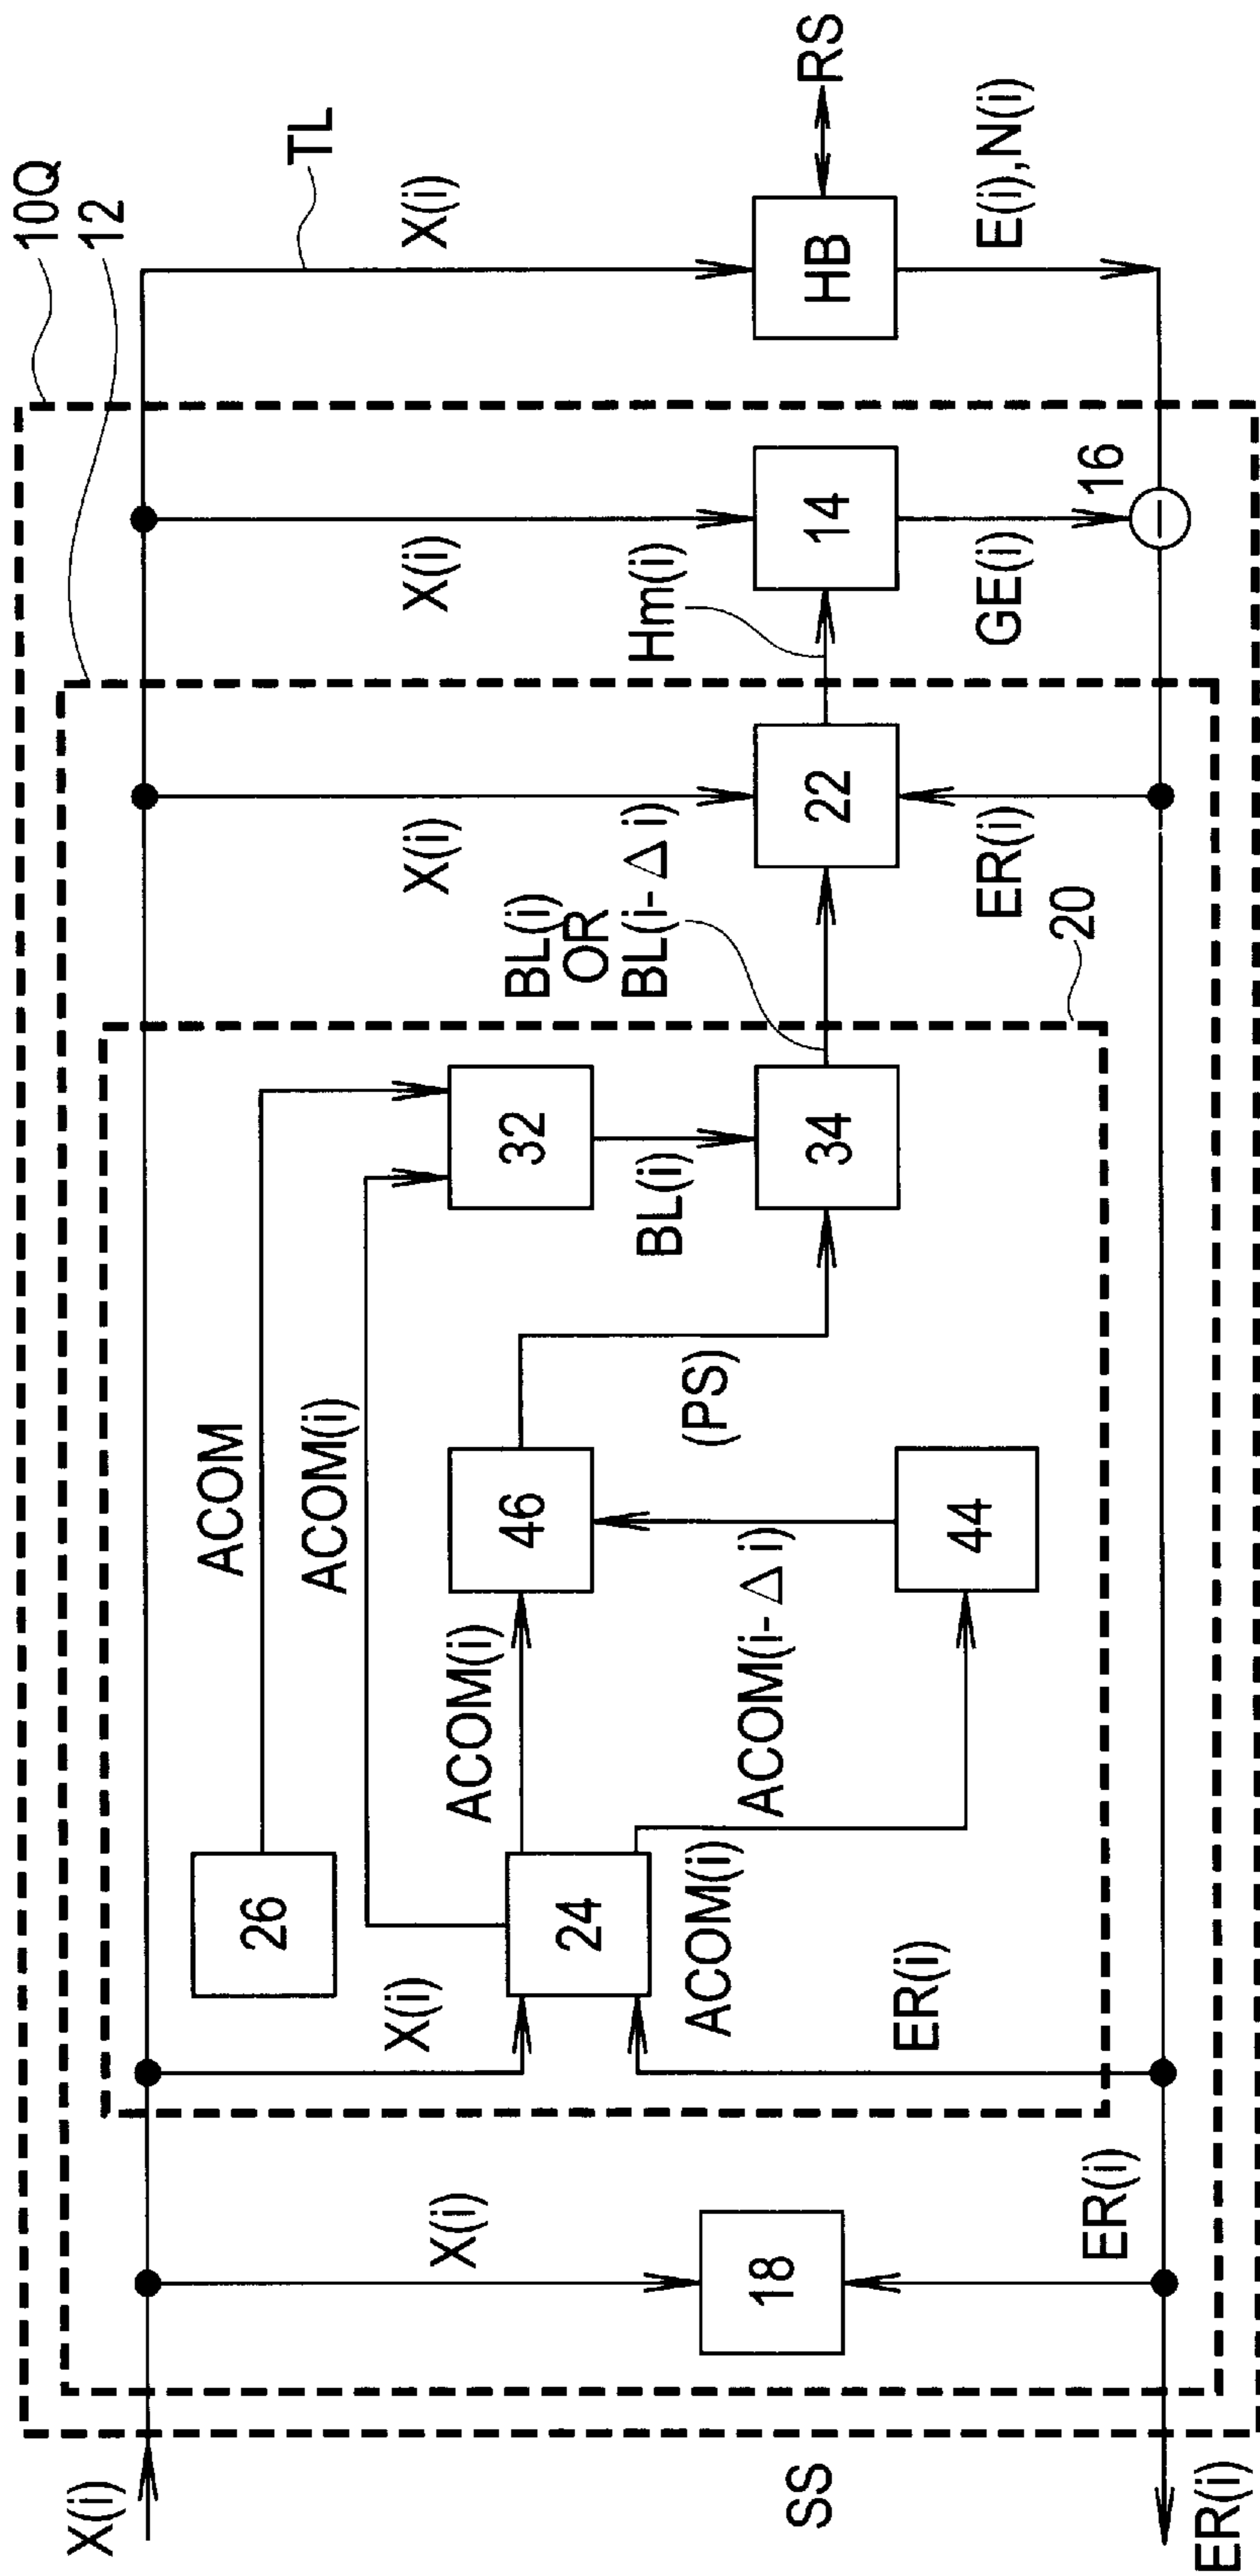 10Q
12
TL
X(i)
X(i)
X(i)
ACOM
ACOM(i)
26
X(i)
X(i)
X(i)
RS
HB
E(i),N(i)
14
16
Hm(i)
GE(i)
22
BL(i)
OR
BL(i-Δi)
ER(i)
20
32
BL(i)
34
(PS)
46
ACOM(i)
ACOM(i-Δi)
44
24
ACOM(i)
ER(i)
18
ER(i)
SS
ER(i)